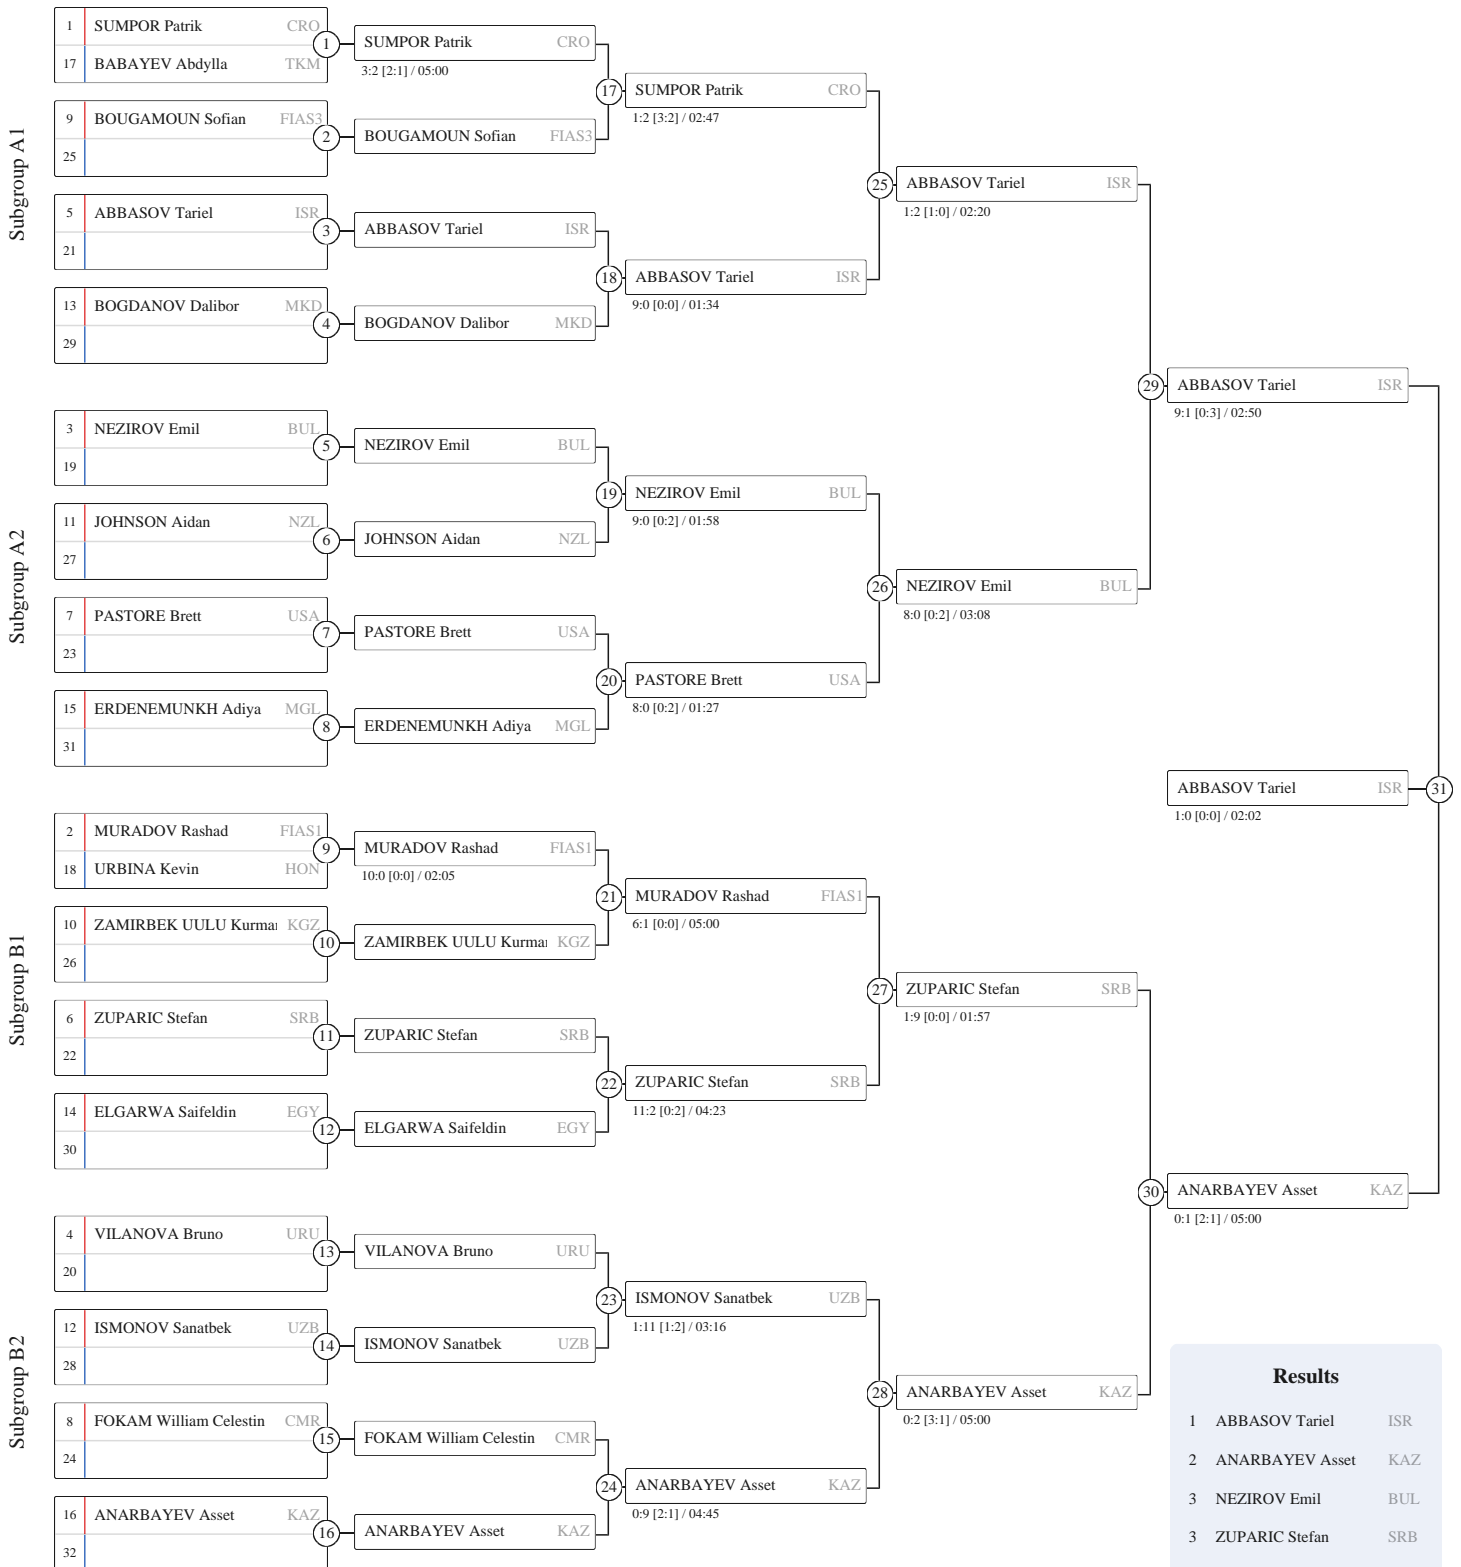 Subgroup A1
1 SUMPOR Patrik CRO
17 BABAYEV Abdylla TKM
1
9 BOUGAMOUN Sofian FIAS3
25
2
5 ABBASOV Tariel ISR
21
3
13 BOGDANOV Dalibor MKD
29
4
SUMPOR Patrik CRO
3:2 [2:1] / 05:00
BOUGAMOUN Sofian FIAS3
17
ABBASOV Tariel ISR
BOGDANOV Dalibor MKD
18
SUMPOR Patrik CRO
1:2 [3:2] / 02:47
ABBASOV Tariel ISR
9:0 [0:0] / 01:34
25
ABBASOV Tariel ISR
1:2 [1:0] / 02:20
Subgroup A2
3 NEZIROV Emil BUL
19
5
11 JOHNSON Aidan NZL
27
6
7 PASTORE Brett USA
23
7
15 ERDENEMUNKH Adiya MGL
31
8
NEZIROV Emil BUL
JOHNSON Aidan NZL
19
PASTORE Brett USA
ERDENEMUNKH Adiya MGL
20
NEZIROV Emil BUL
9:0 [0:2] / 01:58
PASTORE Brett USA
8:0 [0:2] / 01:27
26
NEZIROV Emil BUL
8:0 [0:2] / 03:08
29
ABBASOV Tariel ISR
9:1 [0:3] / 02:50
Subgroup B1
2 MURADOV Rashad FIAS1
18 URBINA Kevin HON
9
10 ZAMIRBEK UULU Kurma KGZ
26
10
6 ZUPARIC Stefan SRB
22
11
14 ELGARWA Saifeldin EGY
30
12
MURADOV Rashad FIAS1
10:0 [0:0] / 02:05
ZAMIRBEK UULU Kurma KGZ
21
ZUPARIC Stefan SRB
ELGARWA Saifeldin EGY
22
MURADOV Rashad FIAS1
6:1 [0:0] / 05:00
ZUPARIC Stefan SRB
11:2 [0:2] / 04:23
27
ZUPARIC Stefan SRB
1:9 [0:0] / 01:57
Subgroup B2
4 VILANOVA Bruno URU
20
13
12 ISMONOV Sanatbek UZB
28
14
8 FOKAM William Celestin CMR
24
15
16 ANARBAYEV Asset KAZ
32
16
VILANOVA Bruno URU
ISMONOV Sanatbek UZB
23
FOKAM William Celestin CMR
ANARBAYEV Asset KAZ
24
ISMONOV Sanatbek UZB
1:11 [1:2] / 03:16
ANARBAYEV Asset KAZ
0:9 [2:1] / 04:45
28
ANARBAYEV Asset KAZ
0:2 [3:1] / 05:00
30
ANARBAYEV Asset KAZ
0:1 [2:1] / 05:00
ABBASOV Tariel ISR
31
1:0 [0:0] / 02:02
Results
1 ABBASOV Tariel ISR
2 ANARBAYEV Asset KAZ
3 NEZIROV Emil BUL
3 ZUPARIC Stefan SRB